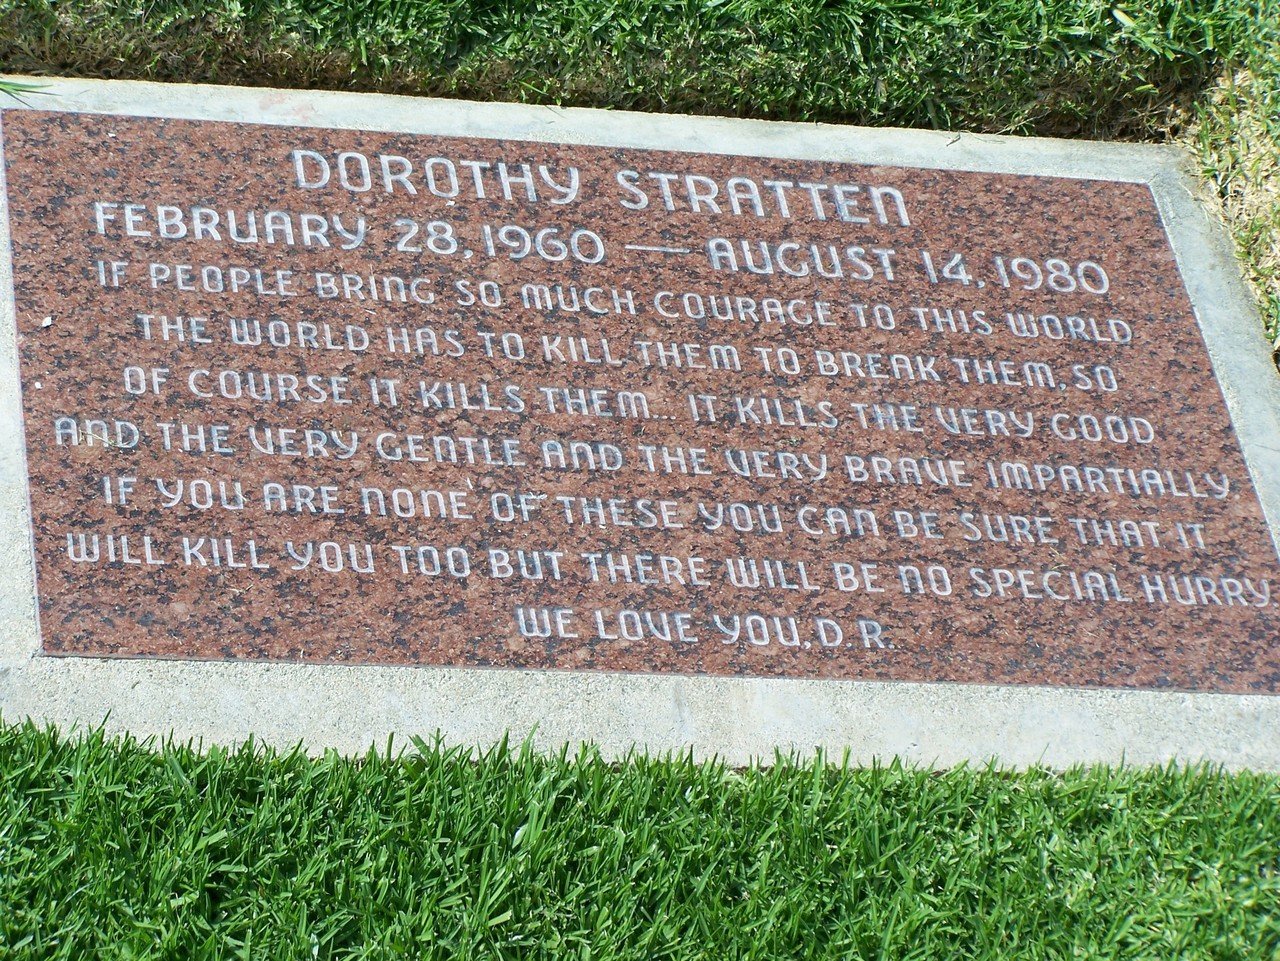 DOROTHY STRATTEN
FEBRUARY 28, 1960 — AUGUST 14, 1980
IF PEOPLE BRING SO MUCH COURAGE TO THIS WORLD
THE WORLD HAS TO KILL THEM TO BREAK THEM, SO
OF COURSE IT KILLS THEM... IT KILLS THE VERY GOOD
AND THE VERY GENTLE AND THE VERY BRAVE IMPARTIALLY
IF YOU ARE NONE OF THESE YOU CAN BE SURE THAT IT
WILL KILL YOU TOO BUT THERE WILL BE NO SPECIAL HURRY.
WE LOVE YOU, D. R.